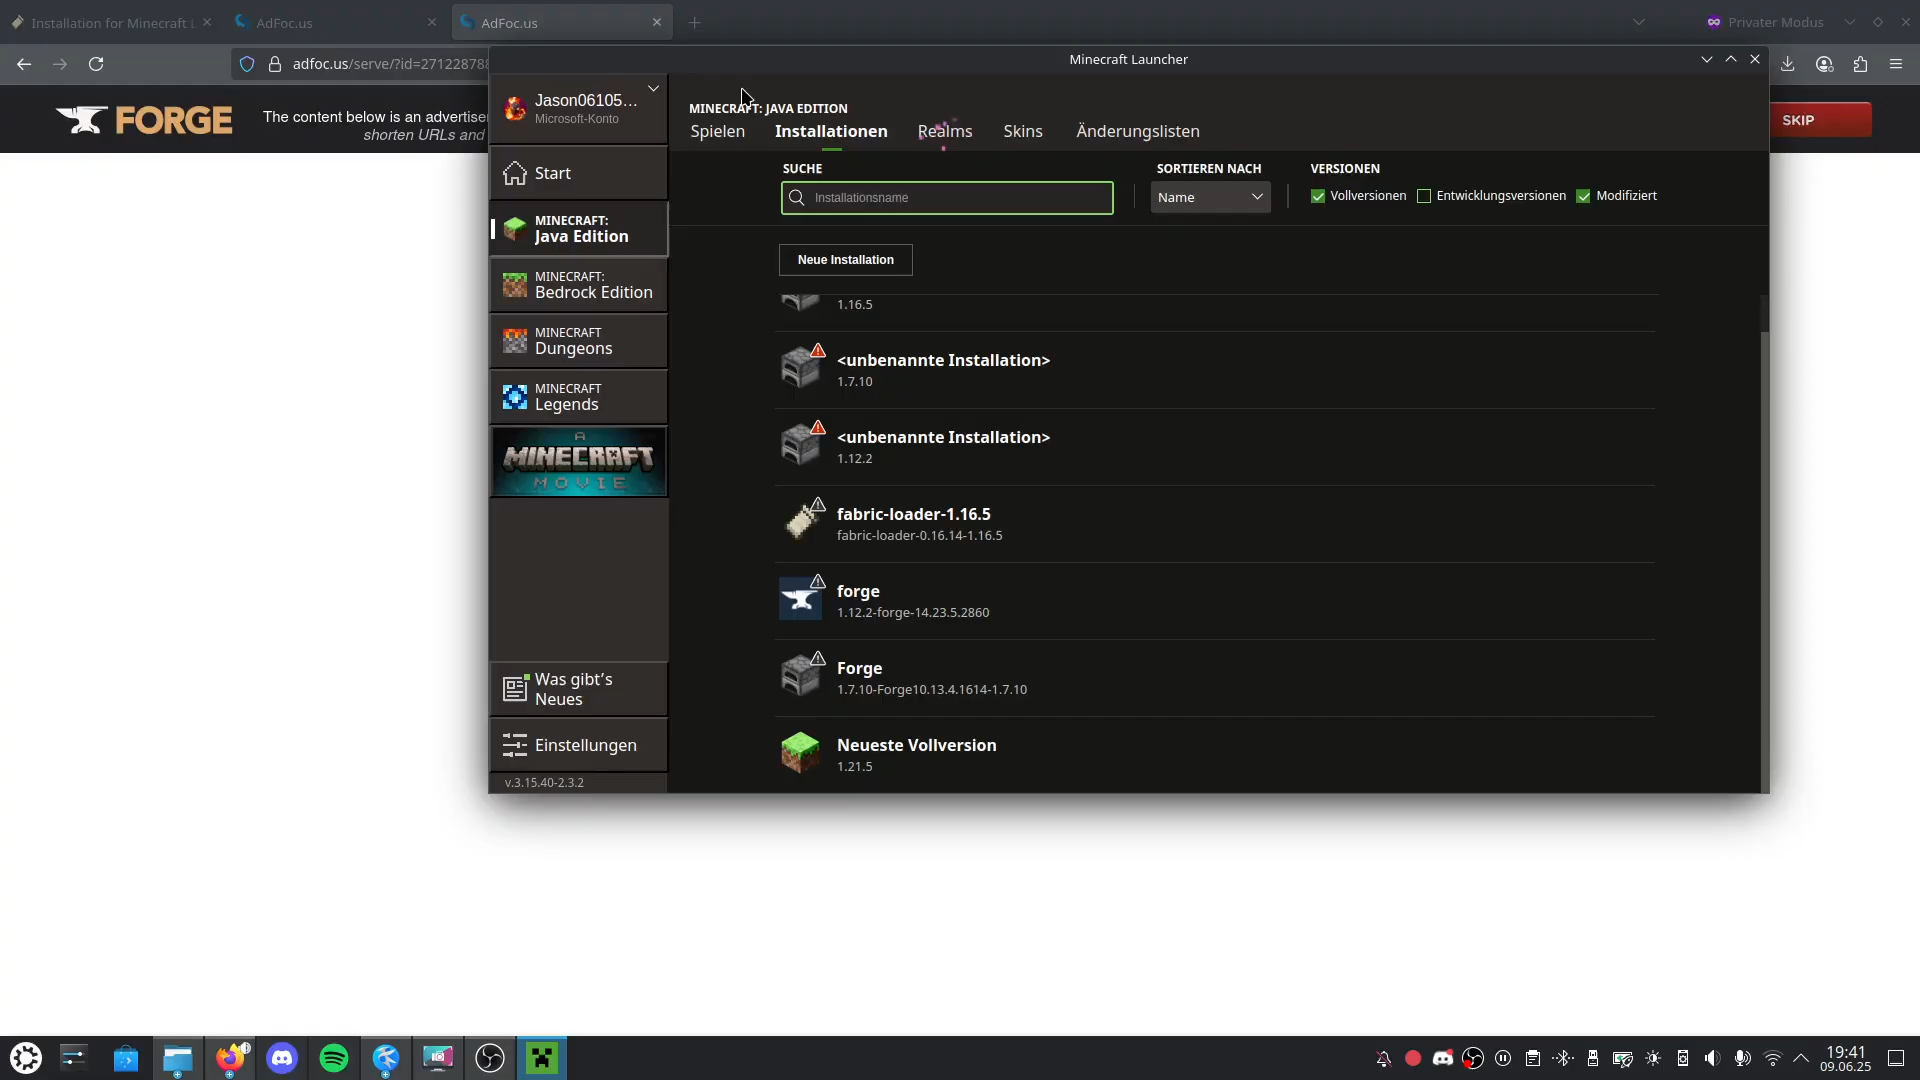 Installation for Minecraft L
AdFoc.us
AdFoc.us
Privater Modus
adfoc.us/serve/?id=271228788
Minecraft Launcher
FORGE
The content below is an advertise
shorten URLs and
SKIP
Jason06105...
Microsoft-Konto
MINECRAFT: JAVA EDITION
Spielen
Installationen
Realms
Skins
Änderungslisten
SUCHE
SORTIEREN NACH
VERSIONEN
Installationsname
Name
Vollversionen
Entwicklungsversionen
Modifiziert
Start
MINECRAFT:
Java Edition
MINECRAFT:
Bedrock Edition
MINECRAFT
Dungeons
MINECRAFT
Legends
A
MINECRAFT
MOVIE
Was gibt's
Neues
Einstellungen
v.3.15.40-2.3.2
Neue Installation
1.16.5
<unbenannte Installation>
1.7.10
<unbenannte Installation>
1.12.2
fabric-loader-1.16.5
fabric-loader-0.16.14-1.16.5
forge
1.12.2-forge-14.23.5.2860
Forge
1.7.10-Forge10.13.4.1614-1.7.10
Neueste Vollversion
1.21.5
19:41
09.06.25